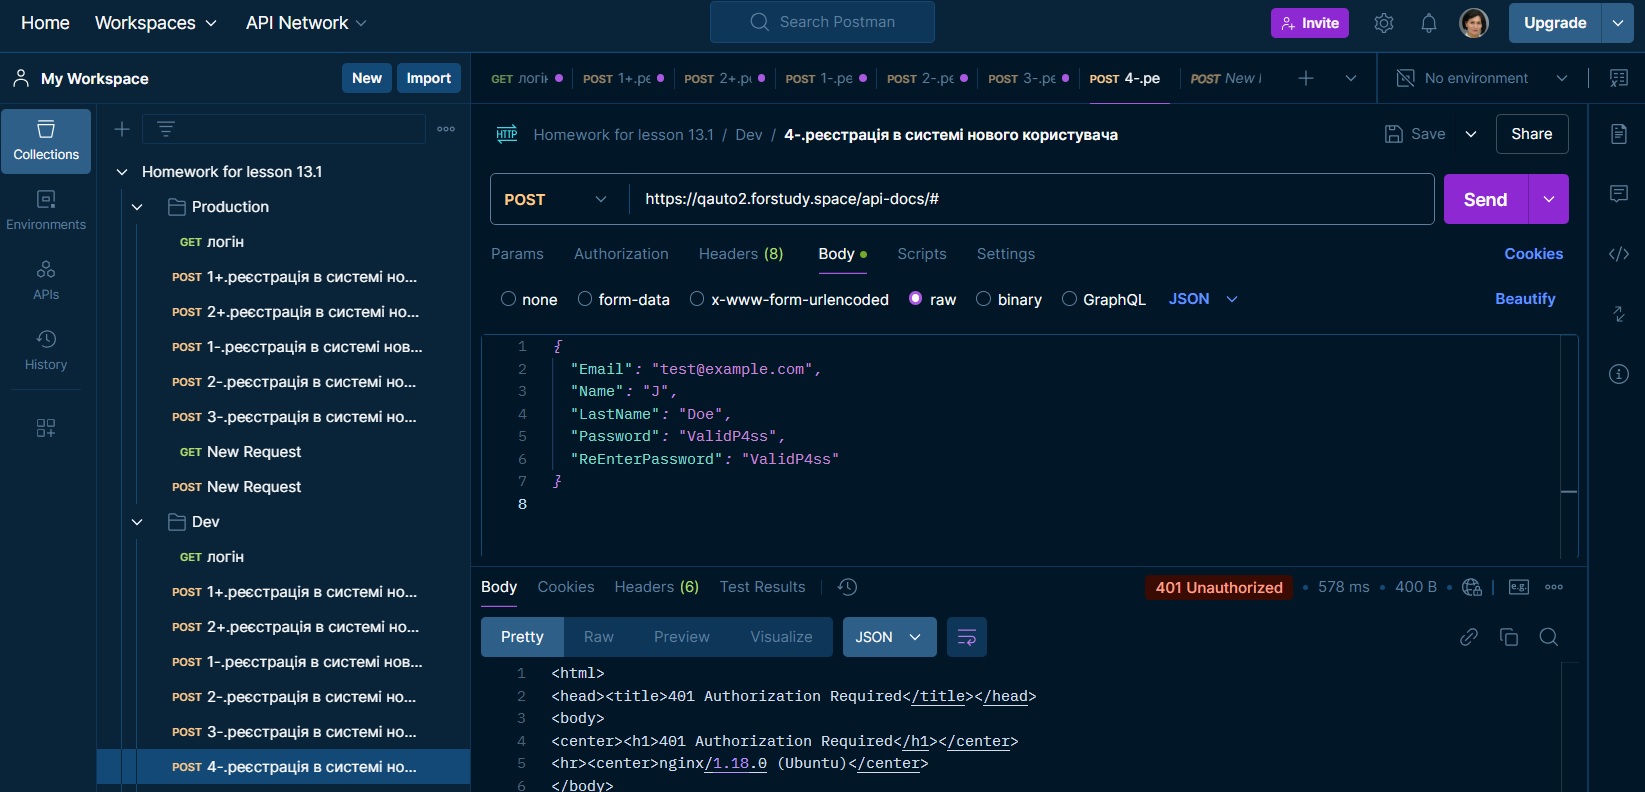 Home Workspaces API Network Search Postman Invite Upgrade
My Workspace New Import
GET логін POST 1+.ре POST 2+.р POST 1-.ре POST 2-.ре POST 3-.ре POST 4-.ре POST New No environment
Collections
Environments
APIs
History
Homework for lesson 13.1
Production
GET логін
POST 1+.реєстрація в системі но...
POST 2+.реєстрація в системі но...
POST 1-.реєстрація в системі нов...
POST 2-.реєстрація в системі но...
POST 3-.реєстрація в системі но...
GET New Request
POST New Request
Dev
GET логін
POST 1+.реєстрація в системі но...
POST 2+.реєстрація в системі но...
POST 1-.реєстрація в системі нов...
POST 2-.реєстрація в системі но...
POST 3-.реєстрація в системі но...
POST 4-.реєстрація в системі но...
HTTP Homework for lesson 13.1 / Dev / 4-.реєстрація в системі нового користувача Save Share
POST https://qauto2.forstudy.space/api-docs/# Send
Params Authorization Headers (8) Body Scripts Settings Cookies
none form-data x-www-form-urlencoded raw binary GraphQL JSON Beautify
1 {
2 "Email": "test@example.com",
3 "Name": "J",
4 "LastName": "Doe",
5 "Password": "ValidP4ss",
6 "ReEnterPassword": "ValidP4ss"
7 }
8
Body Cookies Headers (6) Test Results 401 Unauthorized • 578 ms • 400 B • e.g.
Pretty Raw Preview Visualize JSON
1 <html>
2 <head><title>401 Authorization Required</title></head>
3 <body>
4 <center><h1>401 Authorization Required</h1></center>
5 <hr><center>nginx/1.18.0 (Ubuntu)</center>
6 </body>